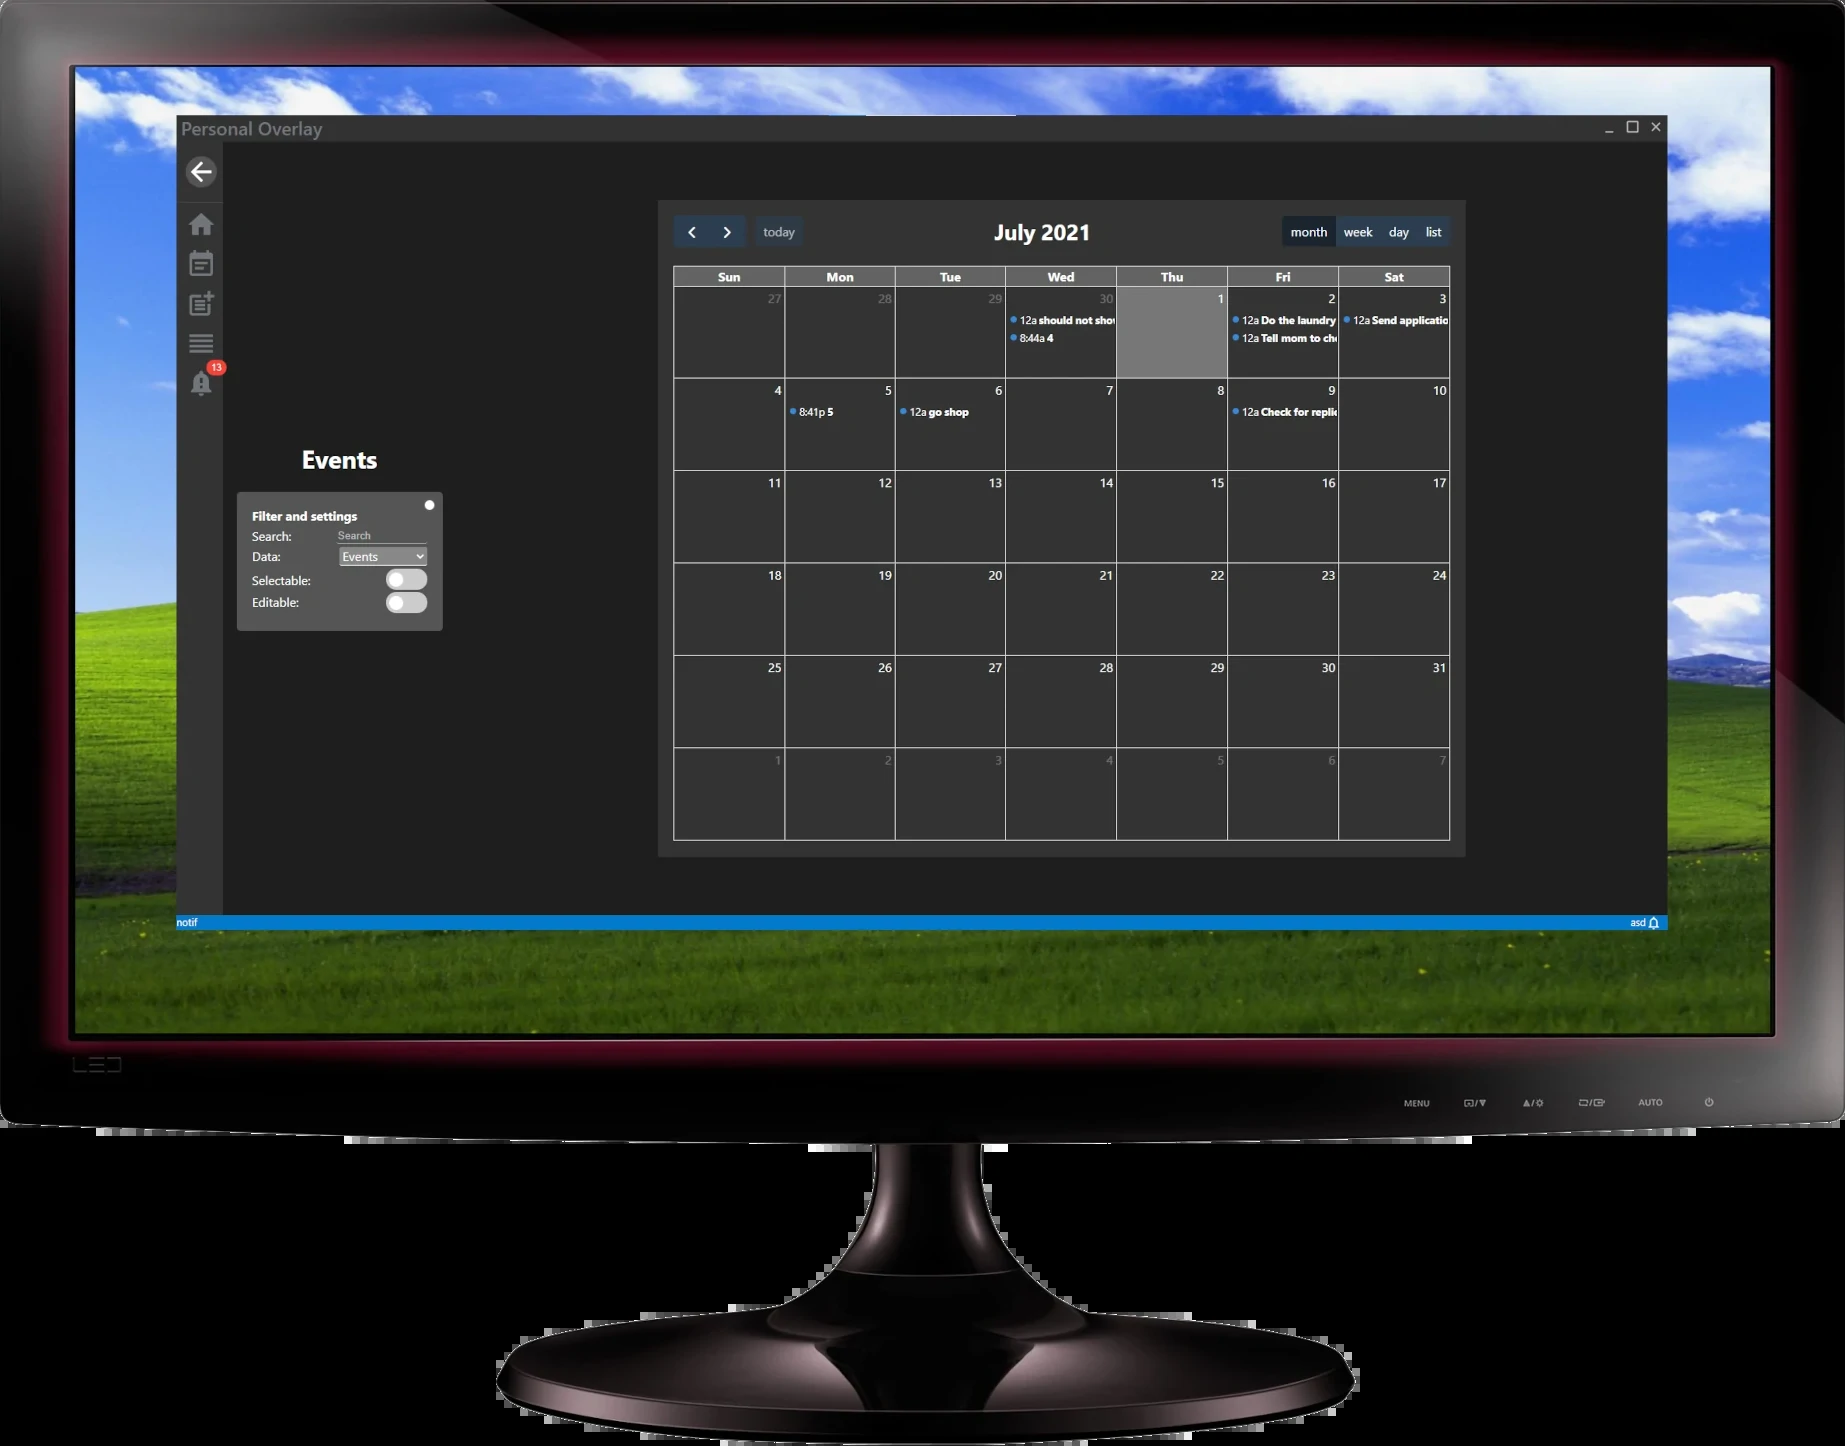 Personal Overlay
13
Events
Filter and settings
Search: Search
Data: Events
Selectable:
Editable:
today
July 2021
month week day list
Sun Mon Tue Wed Thu Fri Sat
27 28 29 30 1 2 3
12a should not sho
8:44a 4
12a Do the laundry
12a Tell mom to ch
12a Send applicatio
4 5 6 7 8 9 10
8:41p 5
12a go shop
12a Check for repli
11 12 13 14 15 16 17
18 19 20 21 22 23 24
25 26 27 28 29 30 31
1 2 3 4 5 6 7
notif
asd
LED
MENU
AUTO